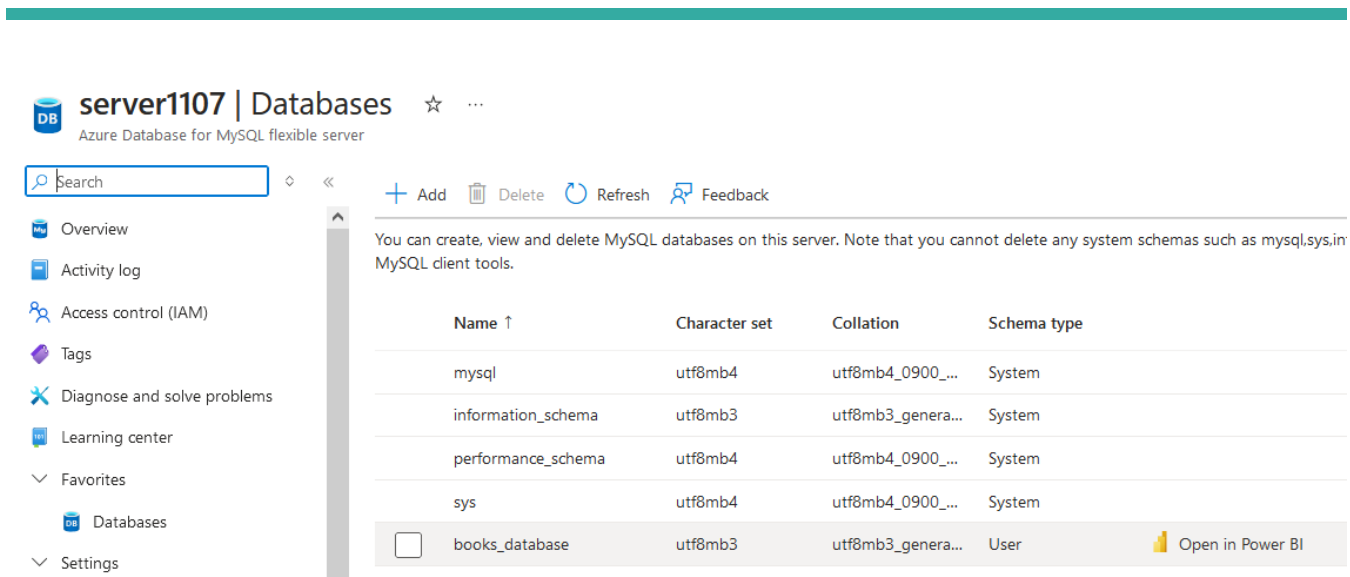 server1107 | Databases
Azure Database for MySQL flexible server
Search
Overview
Activity log
Access control (IAM)
Tags
Diagnose and solve problems
Learning center
Favorites
Databases
Settings
Add Delete Refresh Feedback
You can create, view and delete MySQL databases on this server. Note that you cannot delete any system schemas such as mysql,sys,in
MySQL client tools.
Name ↑ Character set Collation Schema type
mysql utf8mb4 utf8mb4_0900_... System
information_schema utf8mb3 utf8mb3_genera... System
performance_schema utf8mb4 utf8mb4_0900_... System
sys utf8mb4 utf8mb4_0900_... System
books_database utf8mb3 utf8mb3_genera... User Open in Power BI